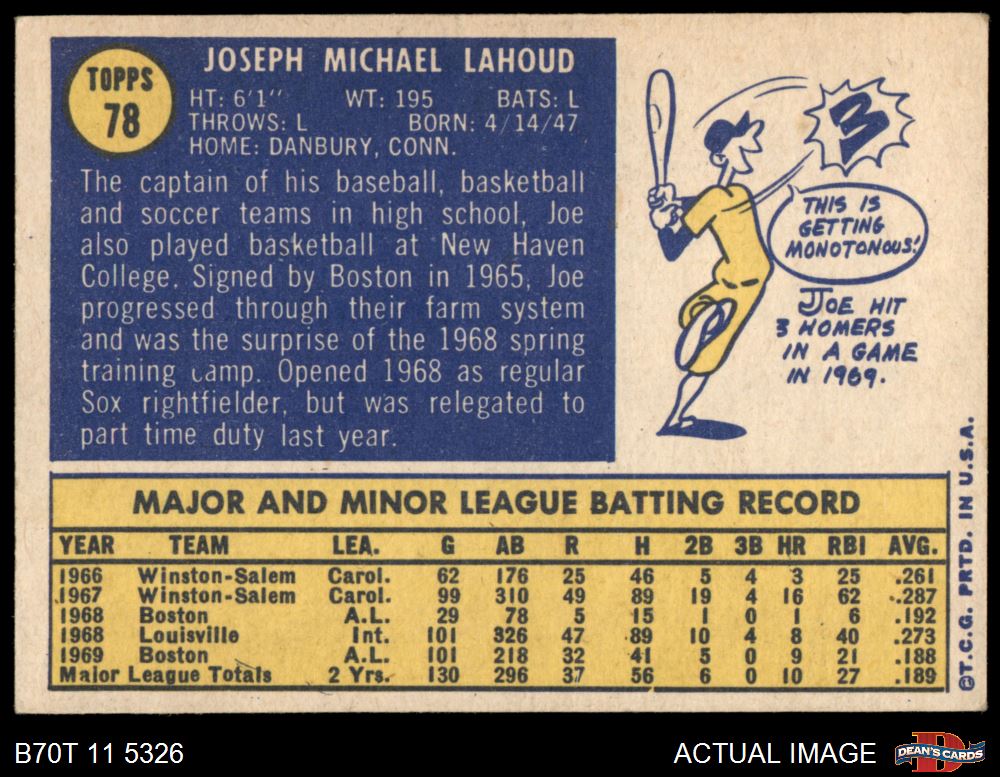 TOPPS
78
JOSEPH MICHAEL LAHOUD
HT: 6'1" WT: 195 BATS: L
THROWS: L BORN: 4/14/47
HOME: DANBURY, CONN.
The captain of his baseball, basketball
and soccer teams in high school, Joe
also played basketball at New Haven
College. Signed by Boston in 1965, Joe
progressed through their farm system
and was the surprise of the 1968 spring
training camp. Opened 1968 as regular
Sox rightfielder, but was relegated to
part time duty last year.
3
THIS IS
GETTING
MONOTONOUS!
JOE HIT
3 HOMERS
IN A GAME
IN 1969.
MAJOR AND MINOR LEAGUE BATTING RECORD
YEAR TEAM LEA. G AB R H 2B 3B HR RBI AVG.
1966 Winston-Salem Carol. 62 176 25 46 5 4 3 25 .261
1967 Winston-Salem Carol. 99 310 49 89 19 4 16 62 .287
1968 Boston A.L. 29 78 5 15 1 0 1 6 .192
1968 Louisville Int. 101 326 47 89 10 4 8 40 .273
1969 Boston A.L. 101 218 32 41 5 0 9 21 .188
Major League Totals 2 Yrs. 130 296 37 56 6 0 10 27 .189
©T.C.G. PRTD. IN U.S.A.
B70T 11 5326
ACTUAL IMAGE
D
DEAN'S CARDS